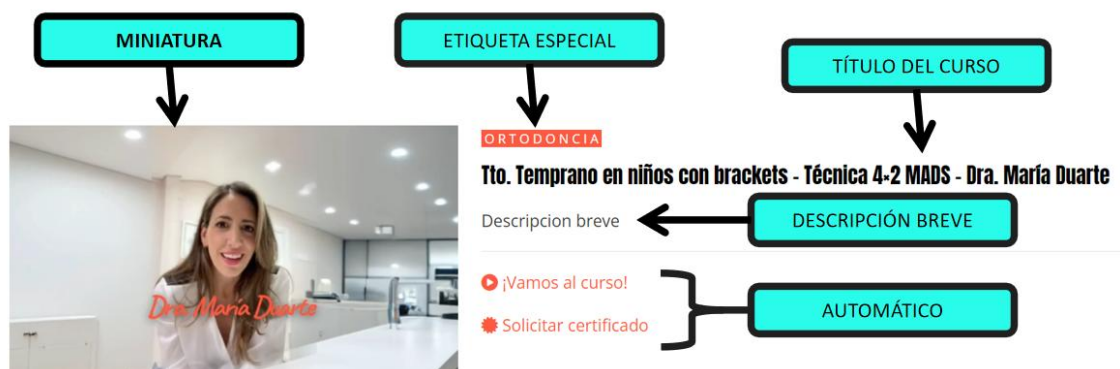 MINIATURA
ETIQUETA ESPECIAL
TÍTULO DEL CURSO
ORTODONCIA
Tto. Temprano en niños con brackets - Técnica 4×2 MADS - Dra. María Duarte
Descripcion breve
DESCRIPCIÓN BREVE
Dra. María Duarte
¡Vamos al curso!
Solicitar certificado
AUTOMÁTICO